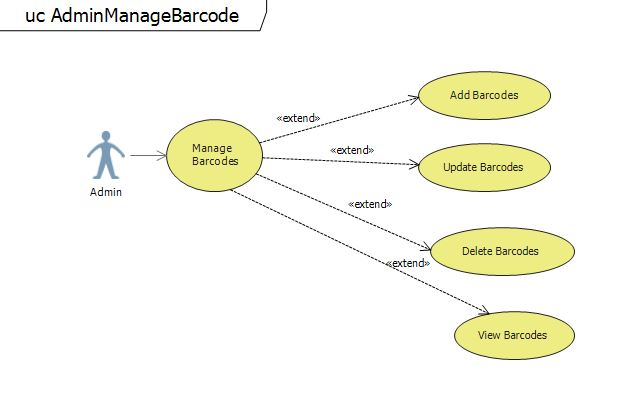 uc AdminManageBarcode
Add Barcodes
«extend»
Manage
Barcodes
«extend»
Update Barcodes
Admin
«extend»
Delete Barcodes
«extend»
View Barcodes